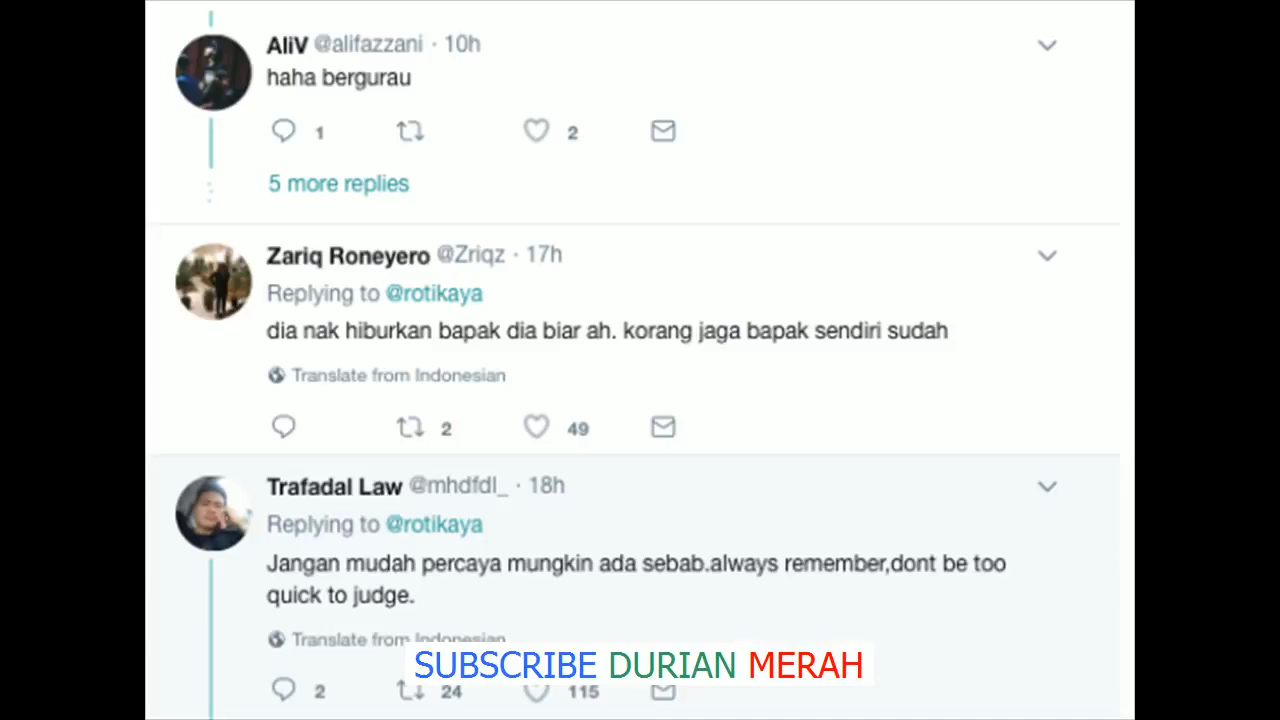 AliV @alifazzani · 10h
haha bergurau
1 2
5 more replies
Zariq Roneyero @Zriqz · 17h
Replying to @rotikaya
dia nak hiburkan bapak dia biar ah. korang jaga bapak sendiri sudah
Translate from Indonesian
2 49
Trafadal Law @mhdfdl_ · 18h
Replying to @rotikaya
Jangan mudah percaya mungkin ada sebab.always remember,dont be too
quick to judge.
Translate from Indonesian
SUBSCRIBE DURIAN MERAH
2 24 115